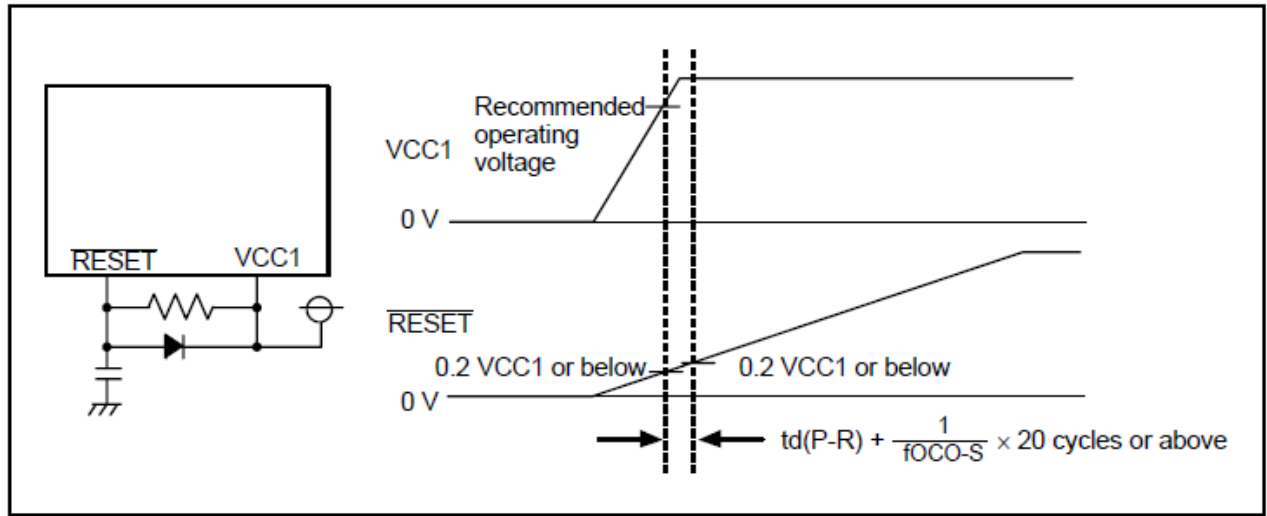 RESET
VCC1
VCC1
Recommended
operating
voltage
0 V
RESET
0.2 VCC1 or below
0.2 VCC1 or below
0 V
td(P-R) + 1/fOCO-S × 20 cycles or above